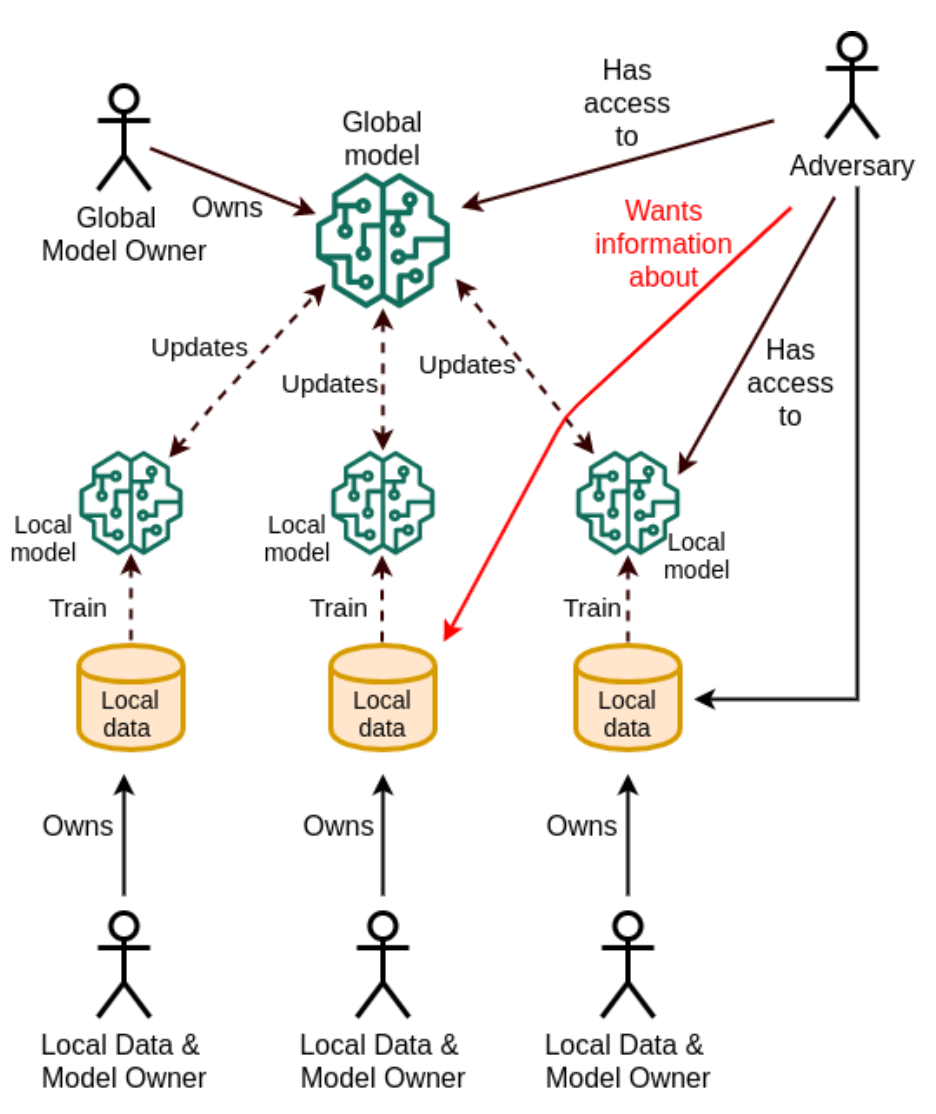 Has
access
to
Adversary
Global
model
Owns
Global
Model Owner
Wants
information
about
Updates
Updates
Updates
Has
access
to
Local
model
Local
model
Local
model
Train
Train
Train
Local
data
Local
data
Local
data
Owns
Owns
Owns
Local Data &
Model Owner
Local Data &
Model Owner
Local Data &
Model Owner